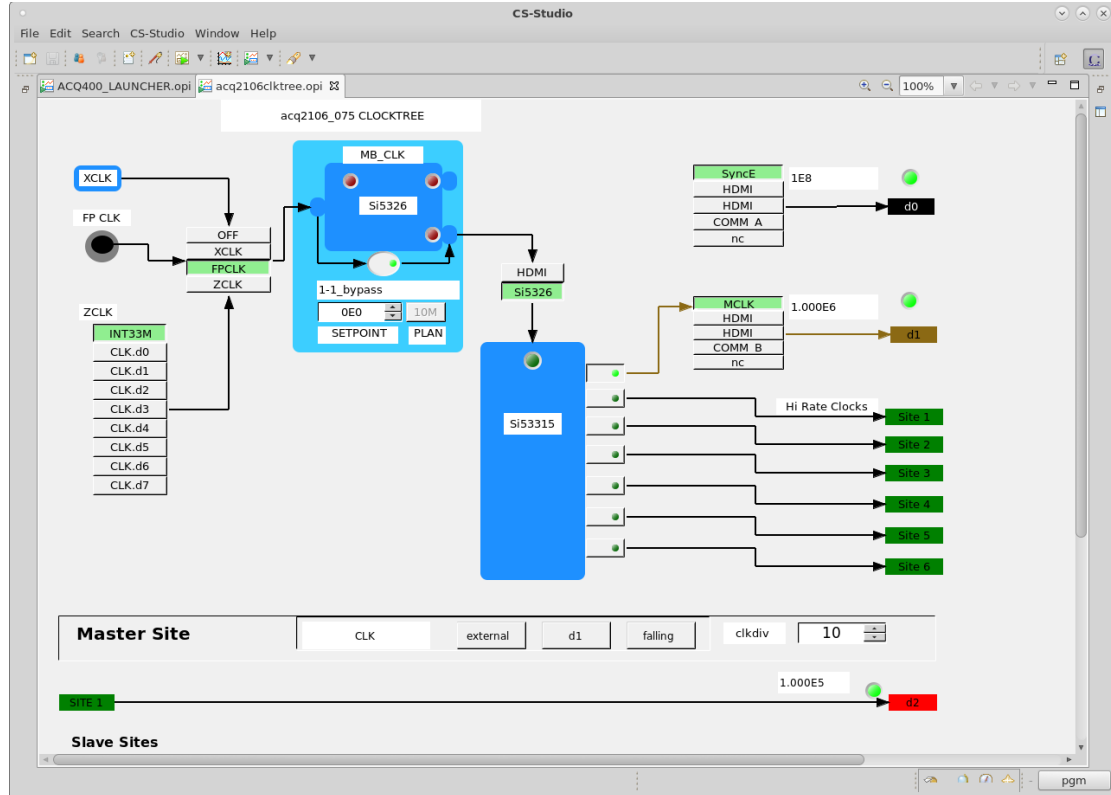 CS-Studio
File Edit Search CS-Studio Window Help
100%
ACQ400_LAUNCHER.opi
acq2106clktree.opi
acq2106_075 CLOCKTREE
XCLK
FP CLK
OFF
XCLK
FPCLK
ZCLK
ZCLK
INT33M
CLK.d0
CLK.d1
CLK.d2
CLK.d3
CLK.d4
CLK.d5
CLK.d6
CLK.d7
MB_CLK
Si5326
1-1_bypass
0E0
10M
SETPOINT
PLAN
HDMI
Si5326
Si53315
SyncE
HDMI
HDMI
COMM A
nc
1E8
d0
MCLK
HDMI
HDMI
COMM B
nc
1.000E6
d1
Hi Rate Clocks
Site 1
Site 2
Site 3
Site 4
Site 5
Site 6
Master Site
CLK
external
d1
falling
clkdiv
10
1.000E5
SITE 1
d2
Slave Sites
pgm